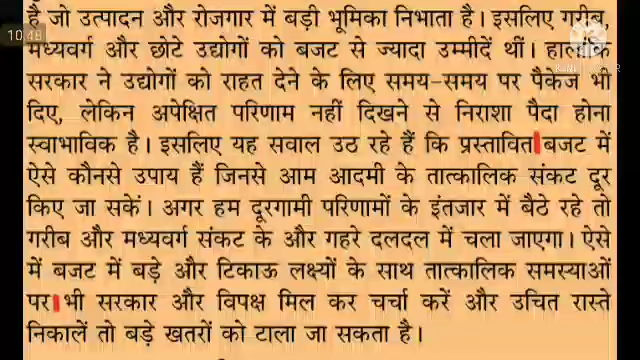 है जो उत्पादन और रोजगार में बड़ी भूमिका निभाता है। इसलिए गरीब,
10:48
मध्यवर्ग और छोटे उद्योगों को बजट से ज्यादा उम्मीदें थीं। हालांकि
सरकार ने उद्योगों को राहत देने के लिए समय-समय पर पैकेज भी
दिए, लेकिन अपेक्षित परिणाम नहीं दिखने से निराशा पैदा होना
स्वाभाविक है। इसलिए यह सवाल उठ रहे हैं कि प्रस्तावित बजट में
ऐसे कौनसे उपाय हैं जिनसे आम आदमी के तात्कालिक संकट दूर
किए जा सकें। अगर हम दूरगामी परिणामों के इंतजार में बैठे रहे तो
गरीब और मध्यवर्ग संकट के और गहरे दलदल में चला जाएगा। ऐसे
में बजट में बड़े और टिकाऊ लक्ष्यों के साथ तात्कालिक समस्याओं
पर भी सरकार और विपक्ष मिल कर चर्चा करें और उचित रास्ते
निकालें तो बड़े खतरों को टाला जा सकता है।